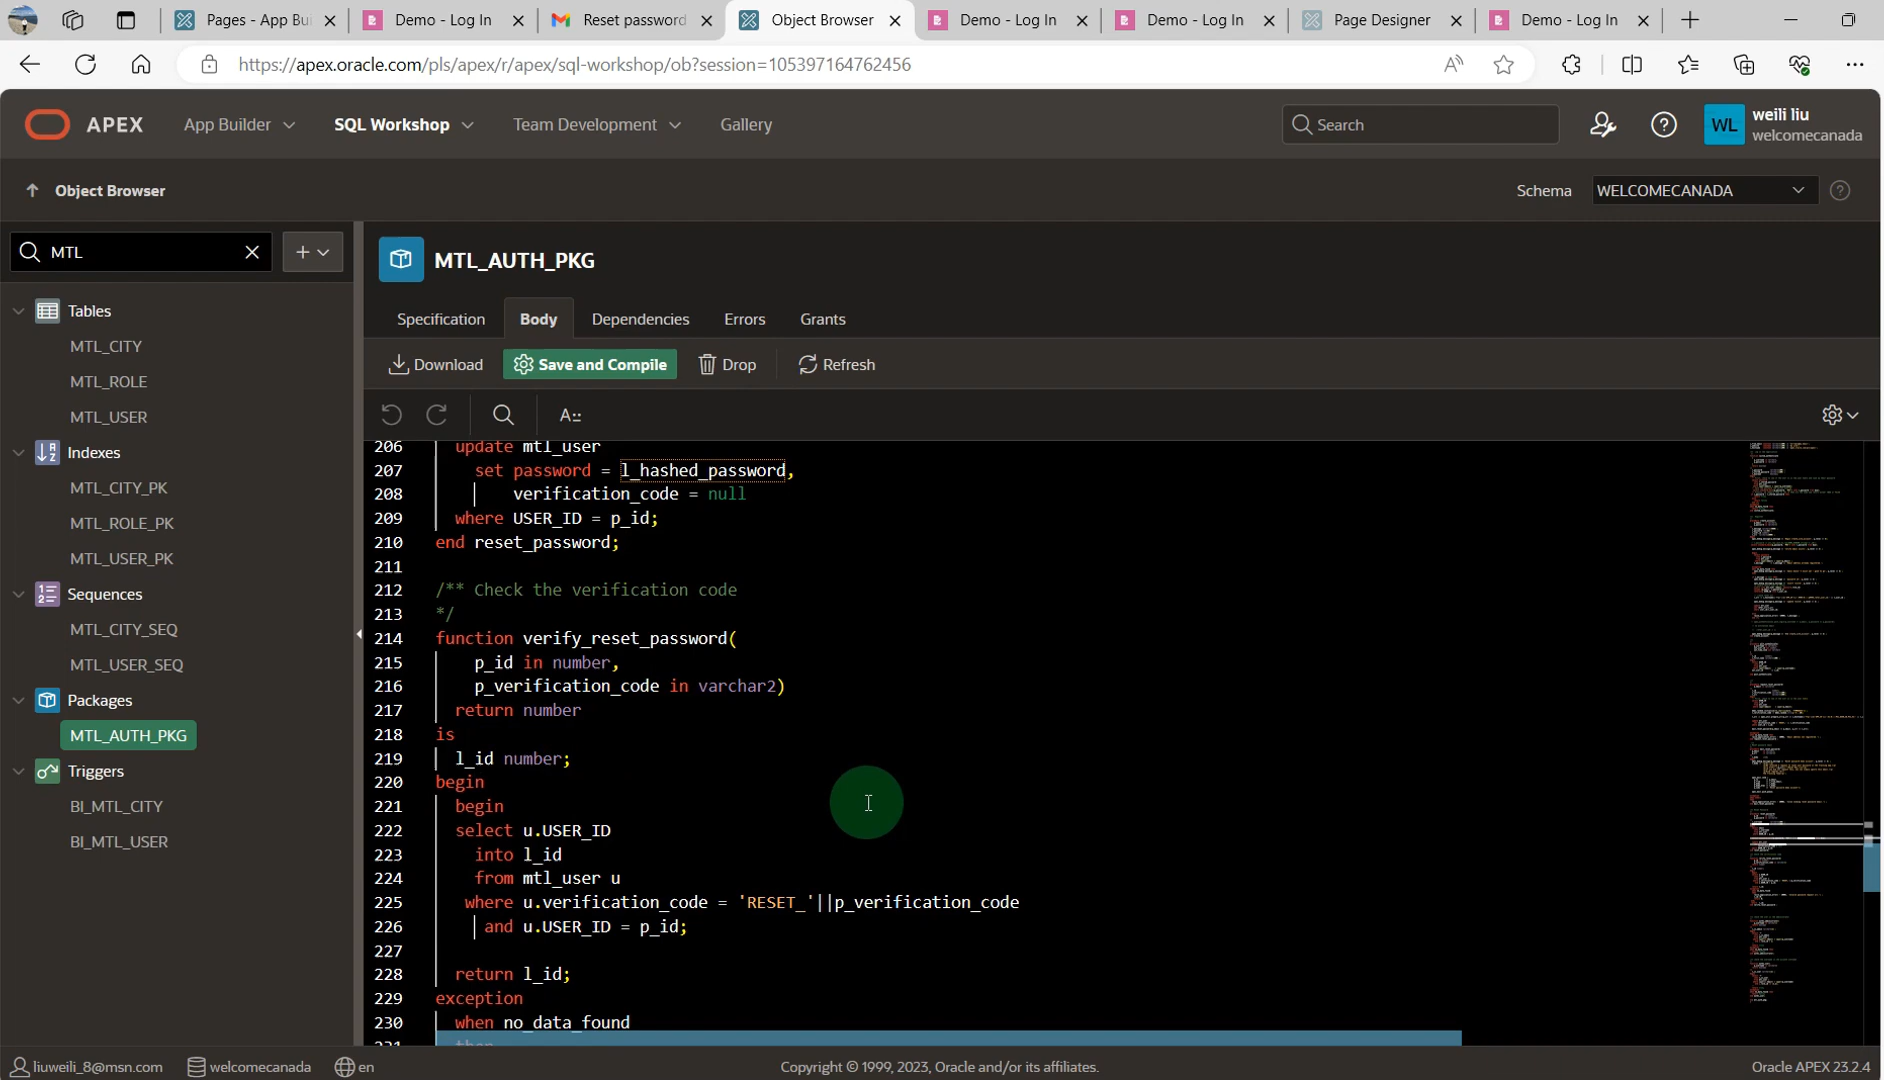 Pages - App Bui
Demo - Log In
Reset password
Object Browser
Demo - Log In
Demo - Log In
Page Designer
Demo - Log In
https://apex.oracle.com/pls/apex/r/apex/sql-workshop/ob?session=105397164762456
APEX
App Builder
SQL Workshop
Team Development
Gallery
Search
WL
weili liu
welcomecanada
Object Browser
Schema
WELCOMECANADA
MTL
Tables
MTL_CITY
MTL_ROLE
MTL_USER
Indexes
MTL_CITY_PK
MTL_ROLE_PK
MTL_USER_PK
Sequences
MTL_CITY_SEQ
MTL_USER_SEQ
Packages
MTL_AUTH_PKG
Triggers
BI_MTL_CITY
BI_MTL_USER
MTL_AUTH_PKG
Specification
Body
Dependencies
Errors
Grants
Download
Save and Compile
Drop
Refresh
206 update mtl_user
207 set password = l_hashed_password,
208 verification_code = null
209 where USER_ID = p_id;
210 end reset_password;
211
212 /** Check the verification code
213 */
214 function verify_reset_password(
215 p_id in number,
216 p_verification_code in varchar2)
217 return number
218 is
219 l_id number;
220 begin
221 begin
222 select u.USER_ID
223 into l_id
224 from mtl_user u
225 where u.verification_code = 'RESET_'||p_verification_code
226 and u.USER_ID = p_id;
227
228 return l_id;
229 exception
230 when no_data_found
231 then
liuweili_8@msn.com
welcomecanada
en
Copyright © 1999, 2023, Oracle and/or its affiliates.
Oracle APEX 23.2.4